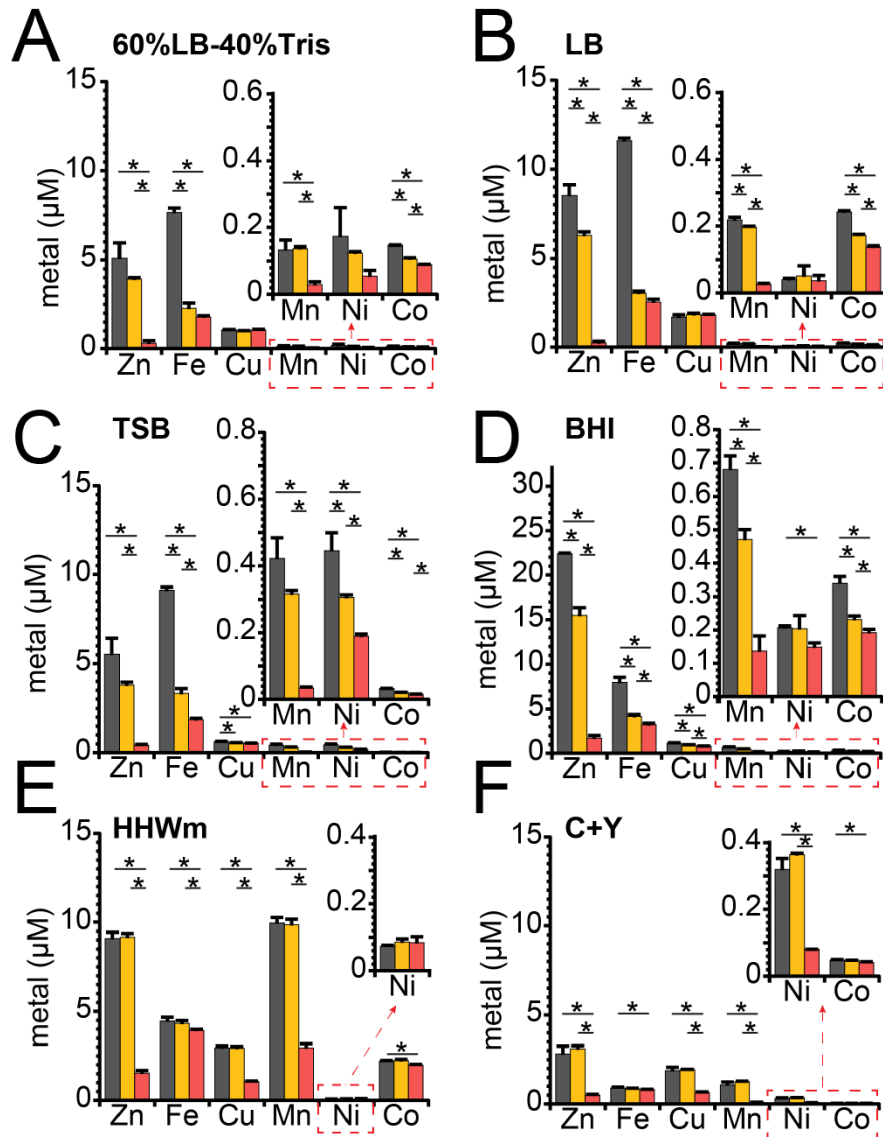 A 60%LB-40%Tris
metal (µM)
15
10
5
0
0.6
0.4
0.2
0
* * * * * * * * *
Mn Ni Co
Zn Fe Cu Mn Ni Co
B LB
metal (µM)
15
10
5
0
0.6
0.4
0.2
0
* * * * * * * * * * * *
Mn Ni Co
Zn Fe Cu Mn Ni Co
C TSB
metal (µM)
15
10
5
0
0.8
0.6
0.4
0.2
0
* * * * * * * * * * * * * * *
Mn Ni Co
Zn Fe Cu Mn Ni Co
D BHI
metal (µM)
30
25
20
15
10
5
0
0.8
0.7
0.6
0.5
0.4
0.3
0.2
0.1
0
* * * * * * * * * * * * * * * *
Mn Ni Co
Zn Fe Cu Mn Ni Co
E HHWm
metal (µM)
15
10
5
0
0.4
0.2
0
* * * * * * * * *
Ni
Zn Fe Cu Mn Ni Co
F C+Y
metal (µM)
15
10
5
0
0.4
0.2
0
* * * * * * * * * *
Ni Co
Zn Fe Cu Mn Ni Co